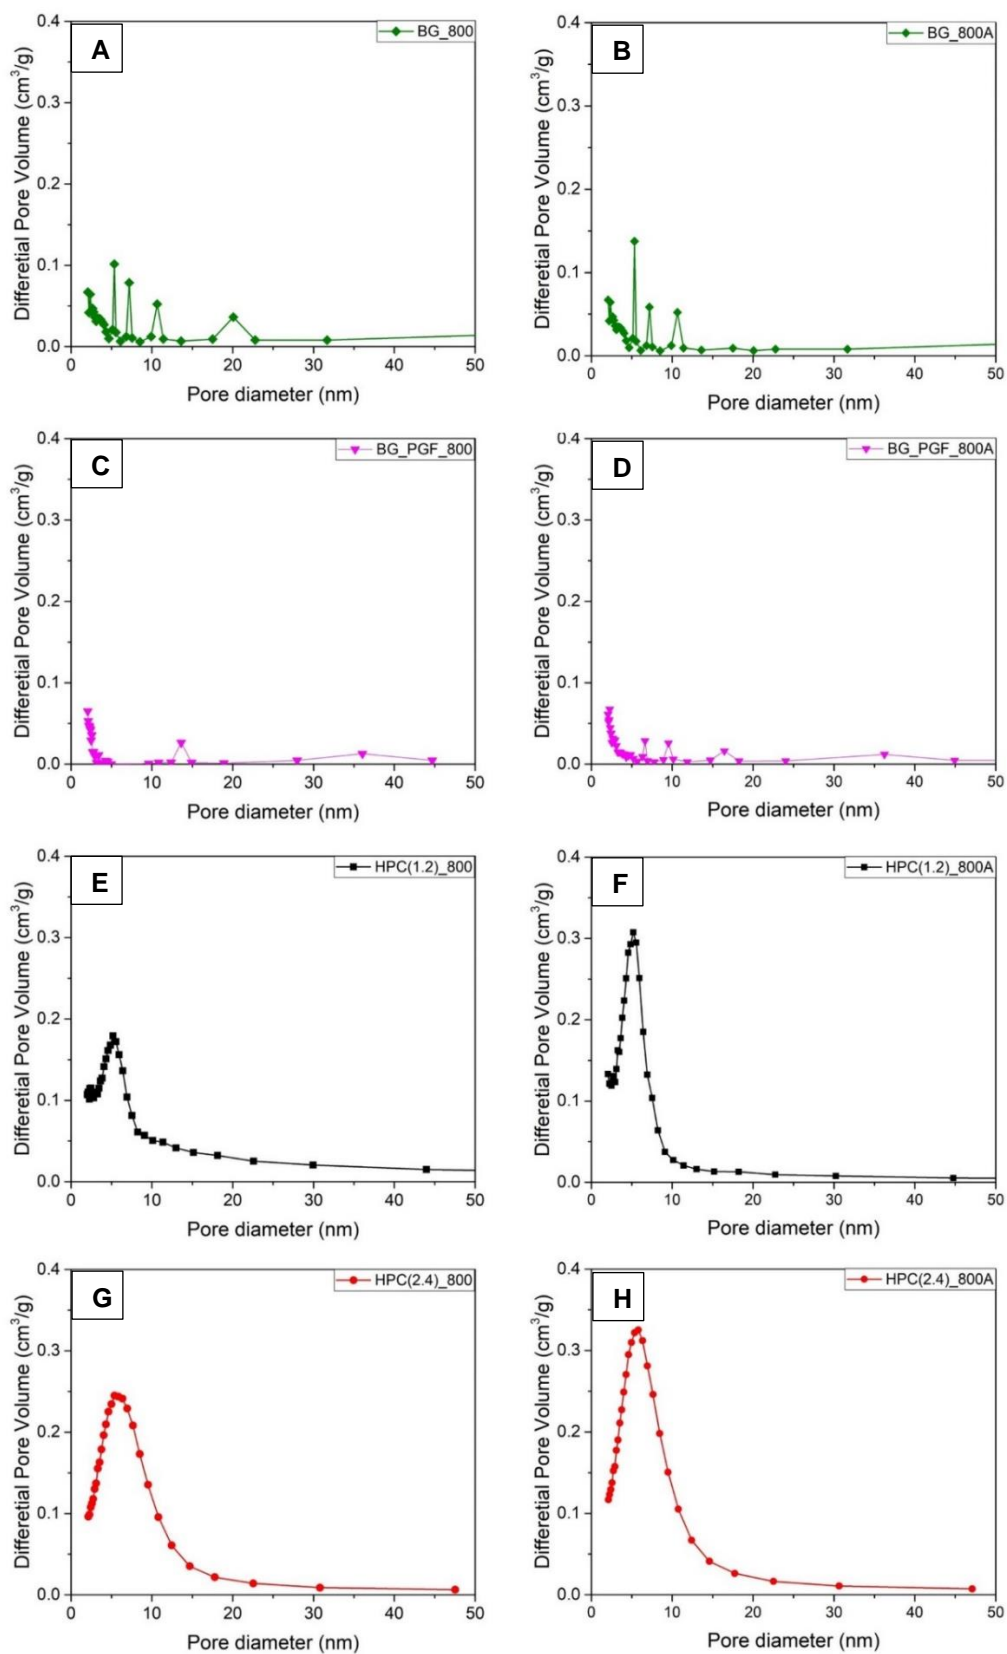 A
BG_800
Differetial Pore Volume (cm³/g)
0.4
0.3
0.2
0.1
0.0
0 10 20 30 40 50
Pore diameter (nm)
B
BG_800A
Differetial Pore Volume (cm³/g)
0.4
0.3
0.2
0.1
0.0
0 10 20 30 40 50
Pore diameter (nm)
C
BG_PGF_800
Differetial Pore Volume (cm³/g)
0.4
0.3
0.2
0.1
0.0
0 10 20 30 40 50
Pore diameter (nm)
D
BG_PGF_800A
Differetial Pore Volume (cm³/g)
0.4
0.3
0.2
0.1
0.0
0 10 20 30 40 50
Pore diameter (nm)
E
HPC(1.2)_800
Differetial Pore Volume (cm³/g)
0.4
0.3
0.2
0.1
0.0
0 10 20 30 40 50
Pore diameter (nm)
F
HPC(1.2)_800A
Differetial Pore Volume (cm³/g)
0.4
0.3
0.2
0.1
0.0
0 10 20 30 40 50
Pore diameter (nm)
G
HPC(2.4)_800
Differetial Pore Volume (cm³/g)
0.4
0.3
0.2
0.1
0.0
0 10 20 30 40 50
Pore diameter (nm)
H
HPC(2.4)_800A
Differetial Pore Volume (cm³/g)
0.4
0.3
0.2
0.1
0.0
0 10 20 30 40 50
Pore diameter (nm)